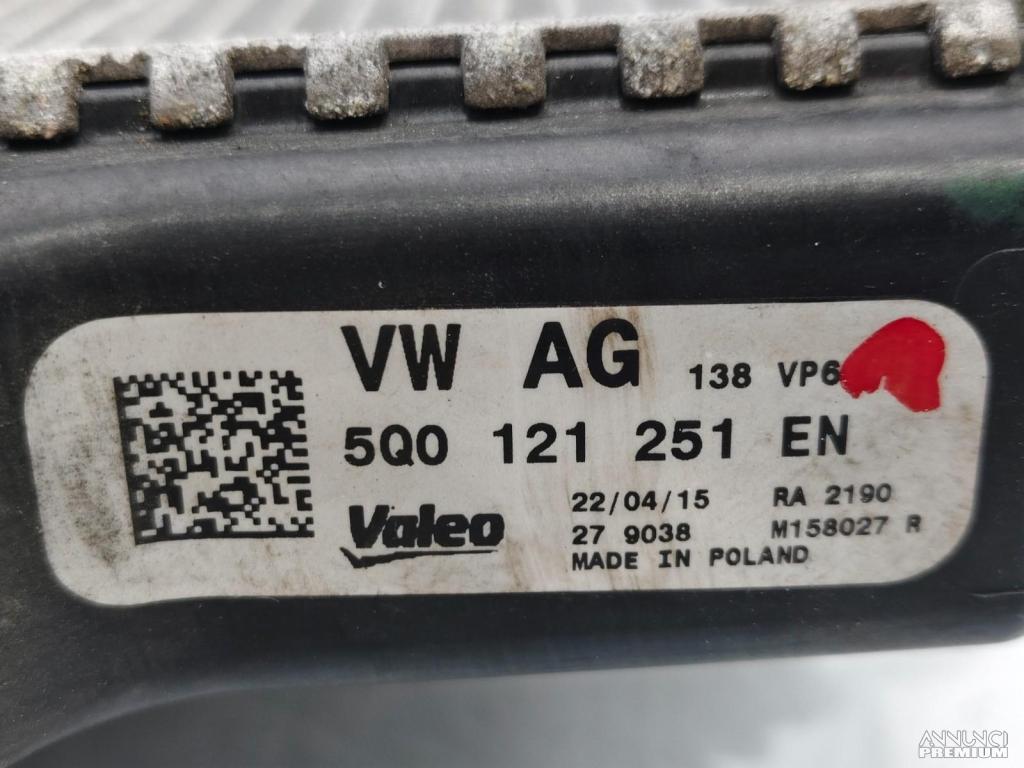 VW AG 138 VP6
5Q0 121 251 EN
Valeo
22/04/15 RA 2190
27 9038 M158027 R
MADE IN POLAND
ANNUNCI
PREMIUM